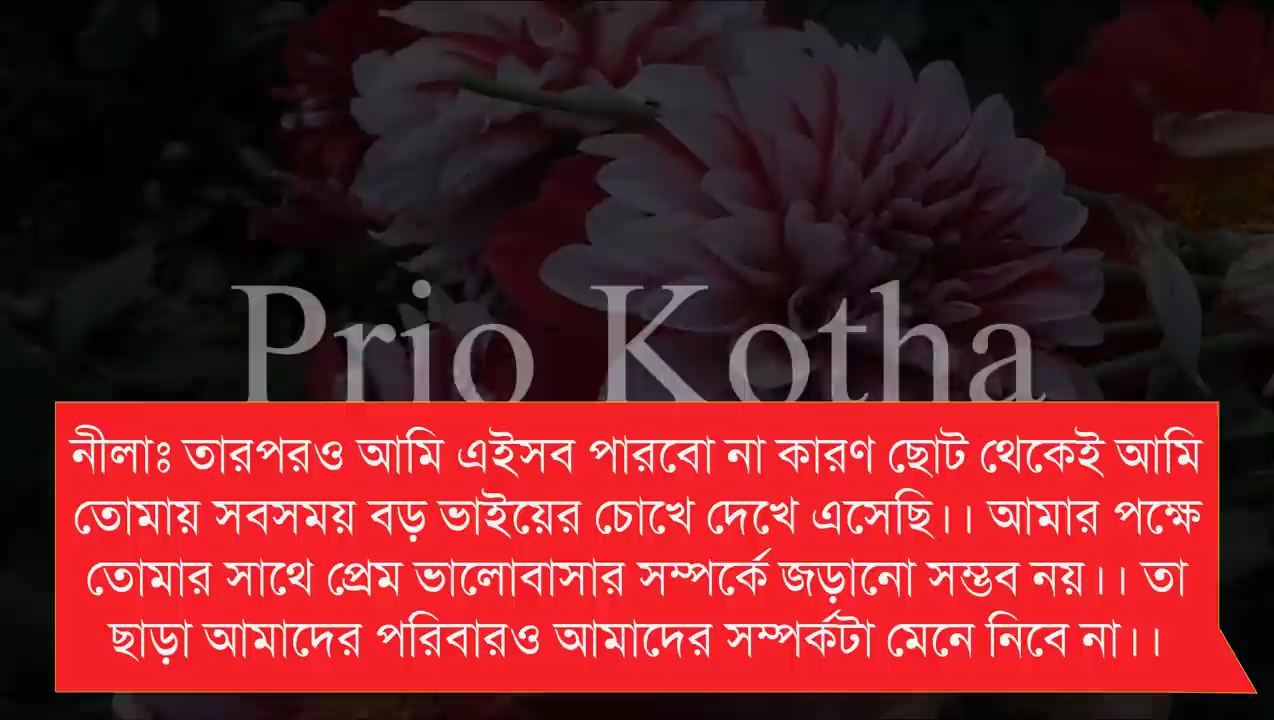 Prio Kotha
নীলাঃ তারপরও আমি এইসব পারবো না কারণ ছোট থেকেই আমি
তোমায় সবসময় বড় ভাইয়ের চোখে দেখে এসেছি।। আমার পক্ষে
তোমার সাথে প্রেম ভালোবাসার সম্পর্কে জড়ানো সম্ভব নয়।। তা
ছাড়া আমাদের পরিবারও আমাদের সম্পর্কটা মেনে নিবে না।।